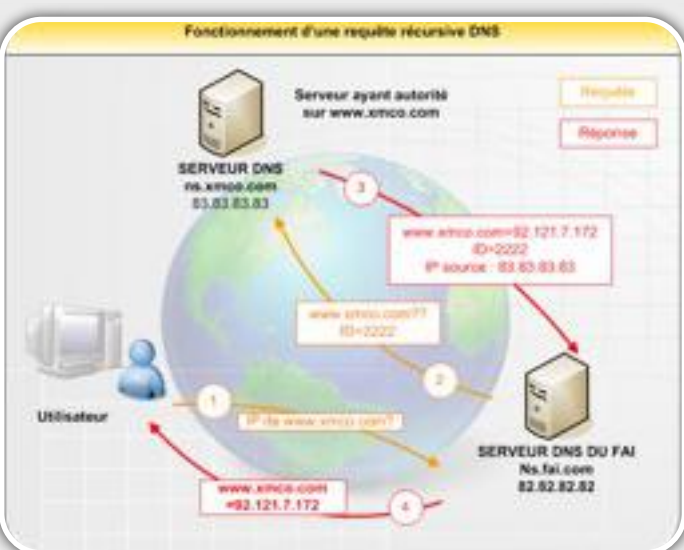 Fonctionnement d'une requête récursive DNS
Serveur ayant autorité
sur www.xmco.com
Requête
Réponse
SERVEUR DNS
ns.xmco.com
83.83.83.83
3
www.xmco.com=92.121.7.172
ID=2222
IP source : 83.83.83.83
www.xmco.com??
ID=2222
2
1
IP de www.xmco.com?
Utilisateur
SERVEUR DNS DU FAI
Ns.fai.com
82.82.82.82
www.xmco.com
=92.121.7.172
4